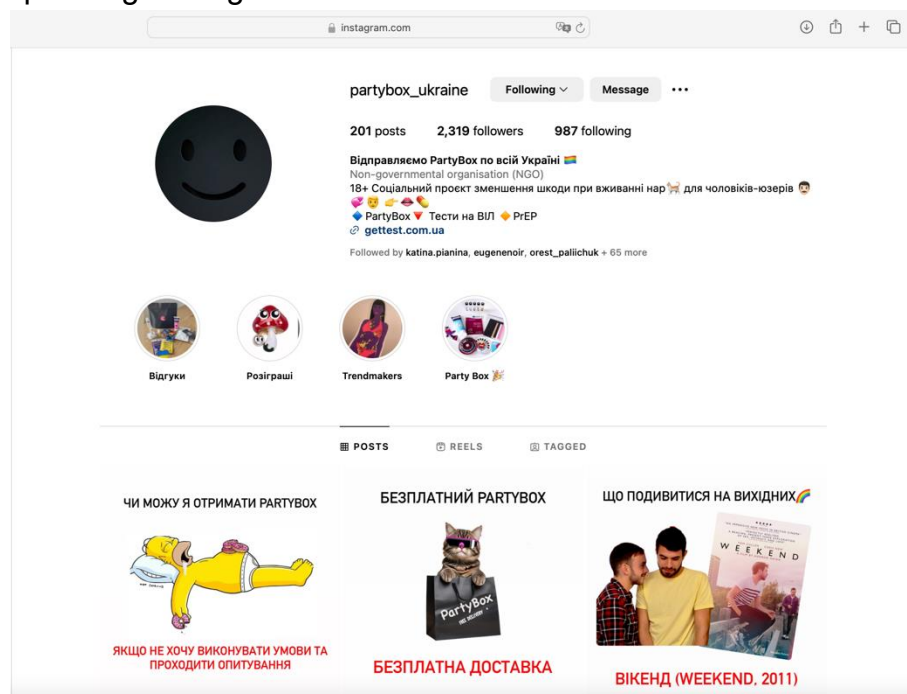 instagram.com
partybox_ukraine Following Message
201 posts 2,319 followers 987 following
Відправляємо PartyBox по всій Україні 🏳️‍🌈
Non-governmental organisation (NGO)
18+ Соціальний проєкт зменшення шкоди при вживанні нар🐈 для чоловіків-юзерів
PartyBox 🔻 Тести на ВІЛ 🔸 PrEP
gettest.com.ua
Followed by katina.pianina, eugenenoir, orest_paliichuk + 65 more
Відгуки Розіграші Trendmakers Party Box 🎉
POSTS REELS TAGGED
ЧИ МОЖУ Я ОТРИМАТИ PARTYBOX
ЯКЩО НЕ ХОЧУ ВИКОНУВАТИ УМОВИ ТА
ПРОХОДИТИ ОПИТУВАННЯ
БЕЗПЛАТНИЙ PARTYBOX
PartyBox
FREE DELIVERY
БЕЗПЛАТНА ДОСТАВКА
ЩО ПОДИВИТИСЯ НА ВИХІДНИХ🌈
WEEKEND
ВІКЕНД (WEEKEND, 2011)